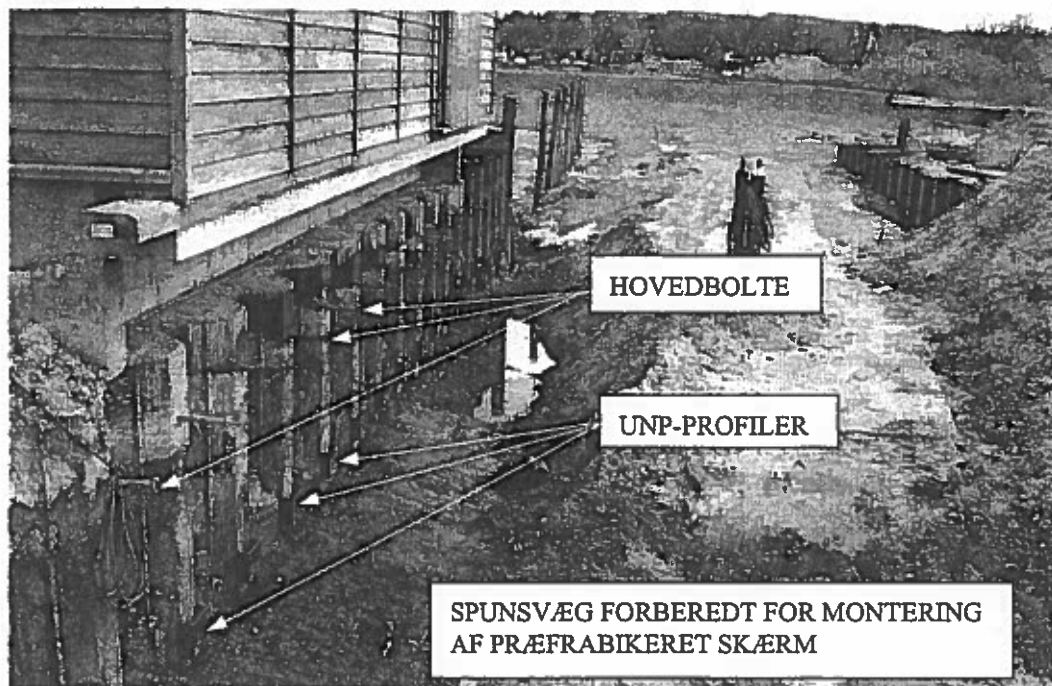 HOVEDBOLTE
UNP-PROFILER
SPUNSVÆG FORBEREDT FOR MONTERING
AF PRÆFRABIKERET SKÆRM